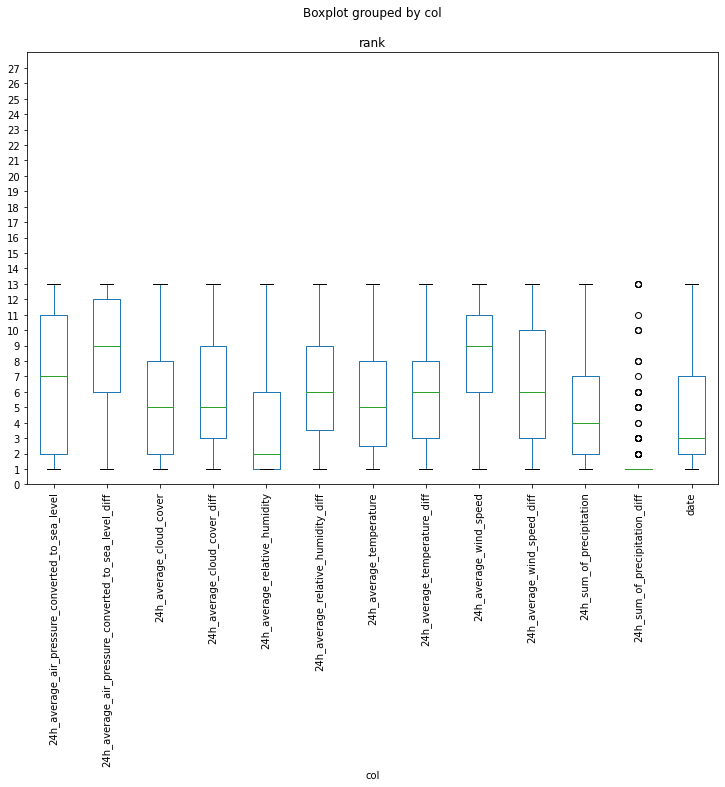 Boxplot grouped by col
rank
27
26
25
24
23
22
21
20
19
18
17
16
15
14
13
12
11
10
9
8
7
6
5
4
3
2
1
0
24h_average_air_pressure_converted_to_sea_level
24h_average_air_pressure_converted_to_sea_level_diff
24h_average_cloud_cover
24h_average_cloud_cover_diff
24h_average_relative_humidity
24h_average_relative_humidity_diff
24h_average_temperature
24h_average_temperature_diff
24h_average_wind_speed
24h_average_wind_speed_diff
24h_sum_of_precipitation
24h_sum_of_precipitation_diff
date
col